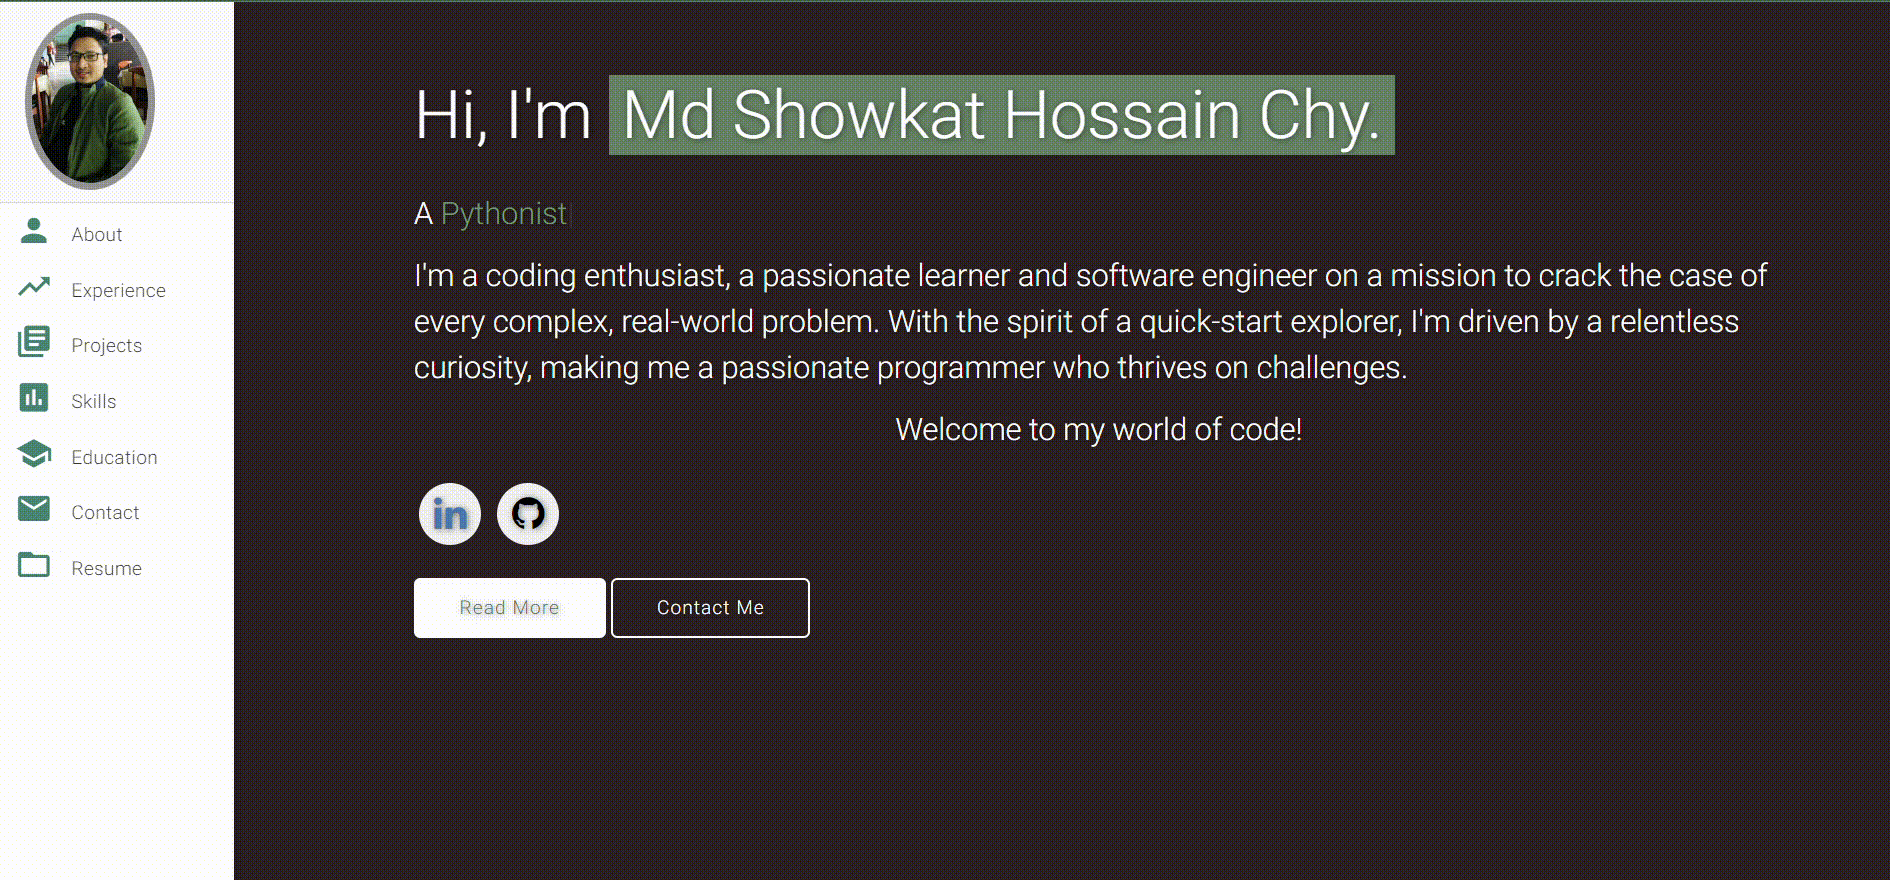 About
Experience
Projects
Skills
Education
Contact
Resume
Hi, I'm Md Showkat Hossain Chy.
A Pythonist
I'm a coding enthusiast, a passionate learner and software engineer on a mission to crack the case of
every complex, real-world problem. With the spirit of a quick-start explorer, I'm driven by a relentless
curiosity, making me a passionate programmer who thrives on challenges.
Welcome to my world of code!
in
Read More Contact Me